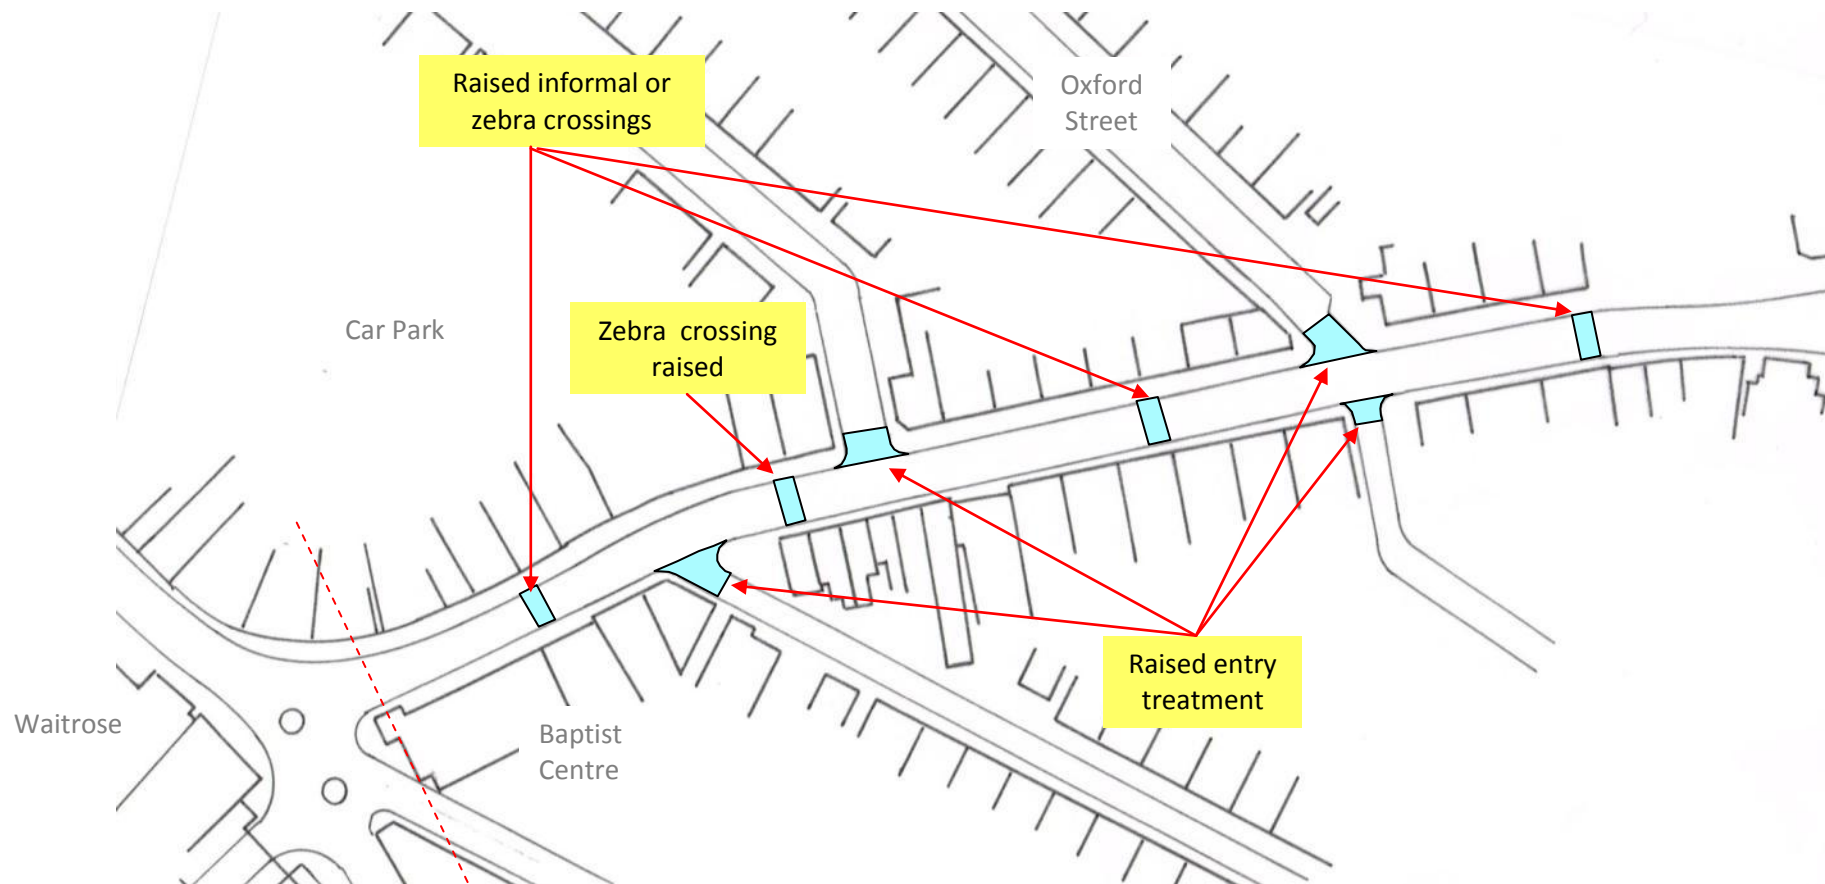 Raised informal or
zebra crossings
Oxford
Street
Car Park
Zebra  crossing
raised
Raised entry
treatment
Waitrose
Baptist
Centre